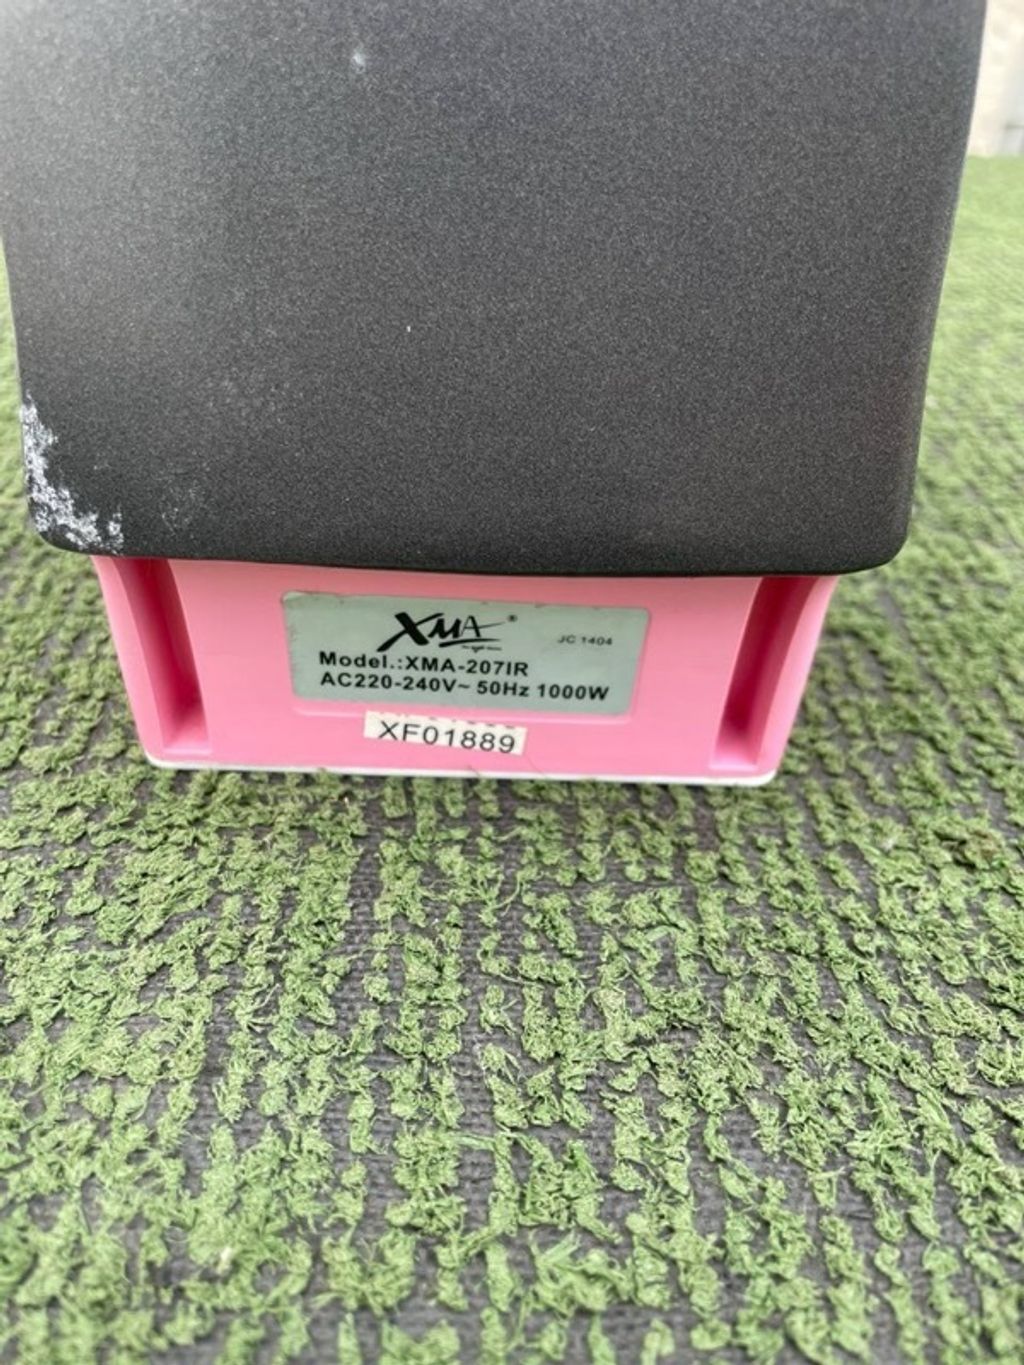 XMA ®
JC 1404
Model.:XMA-207IR
AC220-240V~ 50Hz 1000W
XF01889